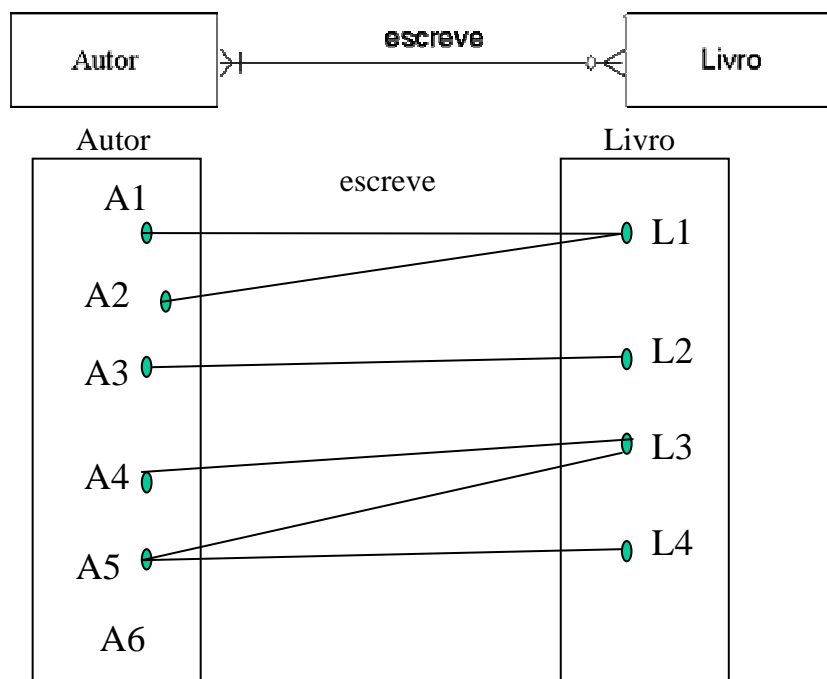 escreve
Autor Livro
Autor Livro
escreve
A1 L1
A2
A3 L2
A4 L3
A5 L4
A6